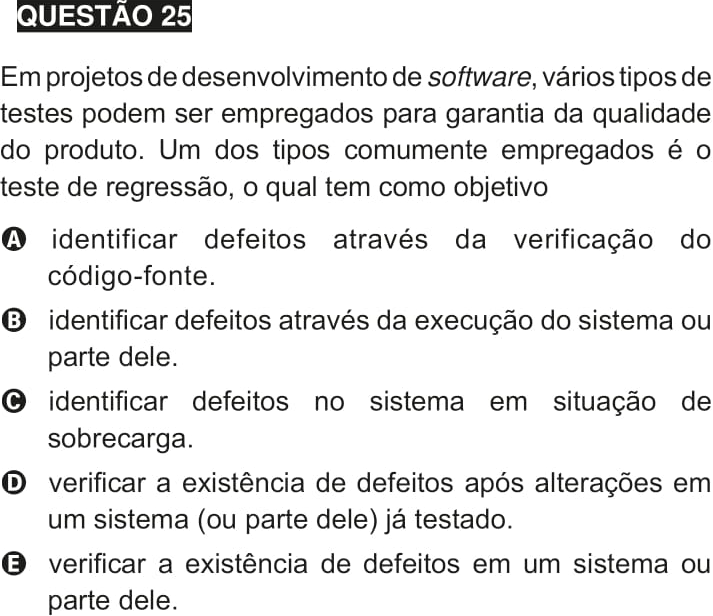 QUESTÃO 25
Em projetos de desenvolvimento de software, vários tipos de
testes podem ser empregados para garantia da qualidade
do produto. Um dos tipos comumente empregados é o
teste de regressão, o qual tem como objetivo
A identificar defeitos através da verificação do
código-fonte.
B identificar defeitos através da execução do sistema ou
parte dele.
C identificar defeitos no sistema em situação de
sobrecarga.
D verificar a existência de defeitos após alterações em
um sistema (ou parte dele) já testado.
E verificar a existência de defeitos em um sistema ou
parte dele.